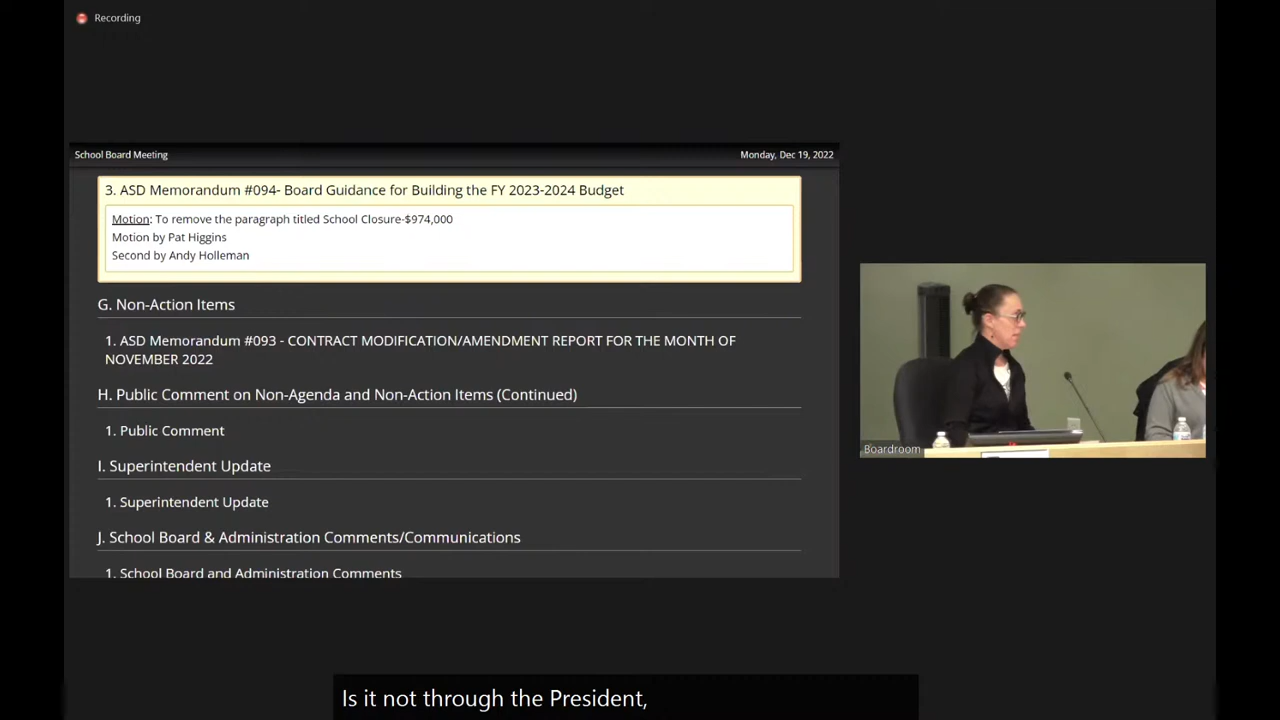 Recording
School Board Meeting
Monday, Dec 19, 2022
3. ASD Memorandum #094- Board Guidance for Building the FY 2023-2024 Budget
Motion: To remove the paragraph titled School Closure-$974,000
Motion by Pat Higgins
Second by Andy Holleman
G. Non-Action Items
1. ASD Memorandum #093 - CONTRACT MODIFICATION/AMENDMENT REPORT FOR THE MONTH OF
NOVEMBER 2022
H. Public Comment on Non-Agenda and Non-Action Items (Continued)
1. Public Comment
I. Superintendent Update
1. Superintendent Update
J. School Board & Administration Comments/Communications
1. School Board and Administration Comments
Boardroom
Is it not through the President,